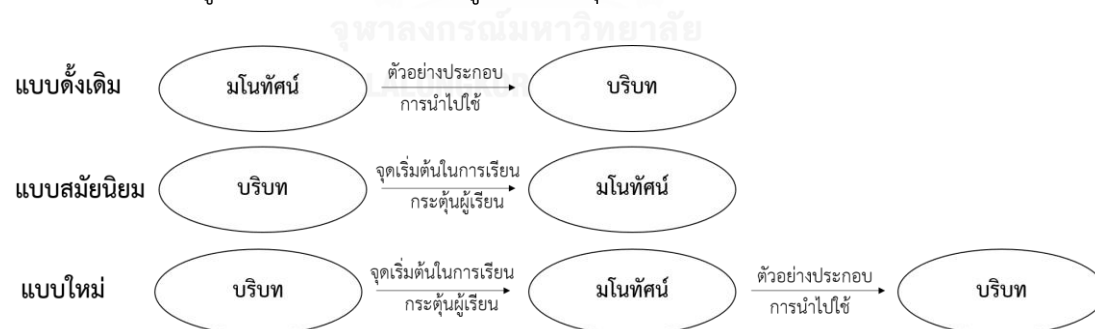 จุฬาลงกรณ์มหาวิทยาลัย
แบบดั้งเดิม มโนทัศน์ ตัวอย่างประกอบ บริบท
การนำไปใช้
แบบสมัยนิยม บริบท จุดเริ่มต้นในการเรียน มโนทัศน์
กระตุ้นผู้เรียน
แบบใหม่ บริบท จุดเริ่มต้นในการเรียน มโนทัศน์ ตัวอย่างประกอบ บริบท
กระตุ้นผู้เรียน การนำไปใช้